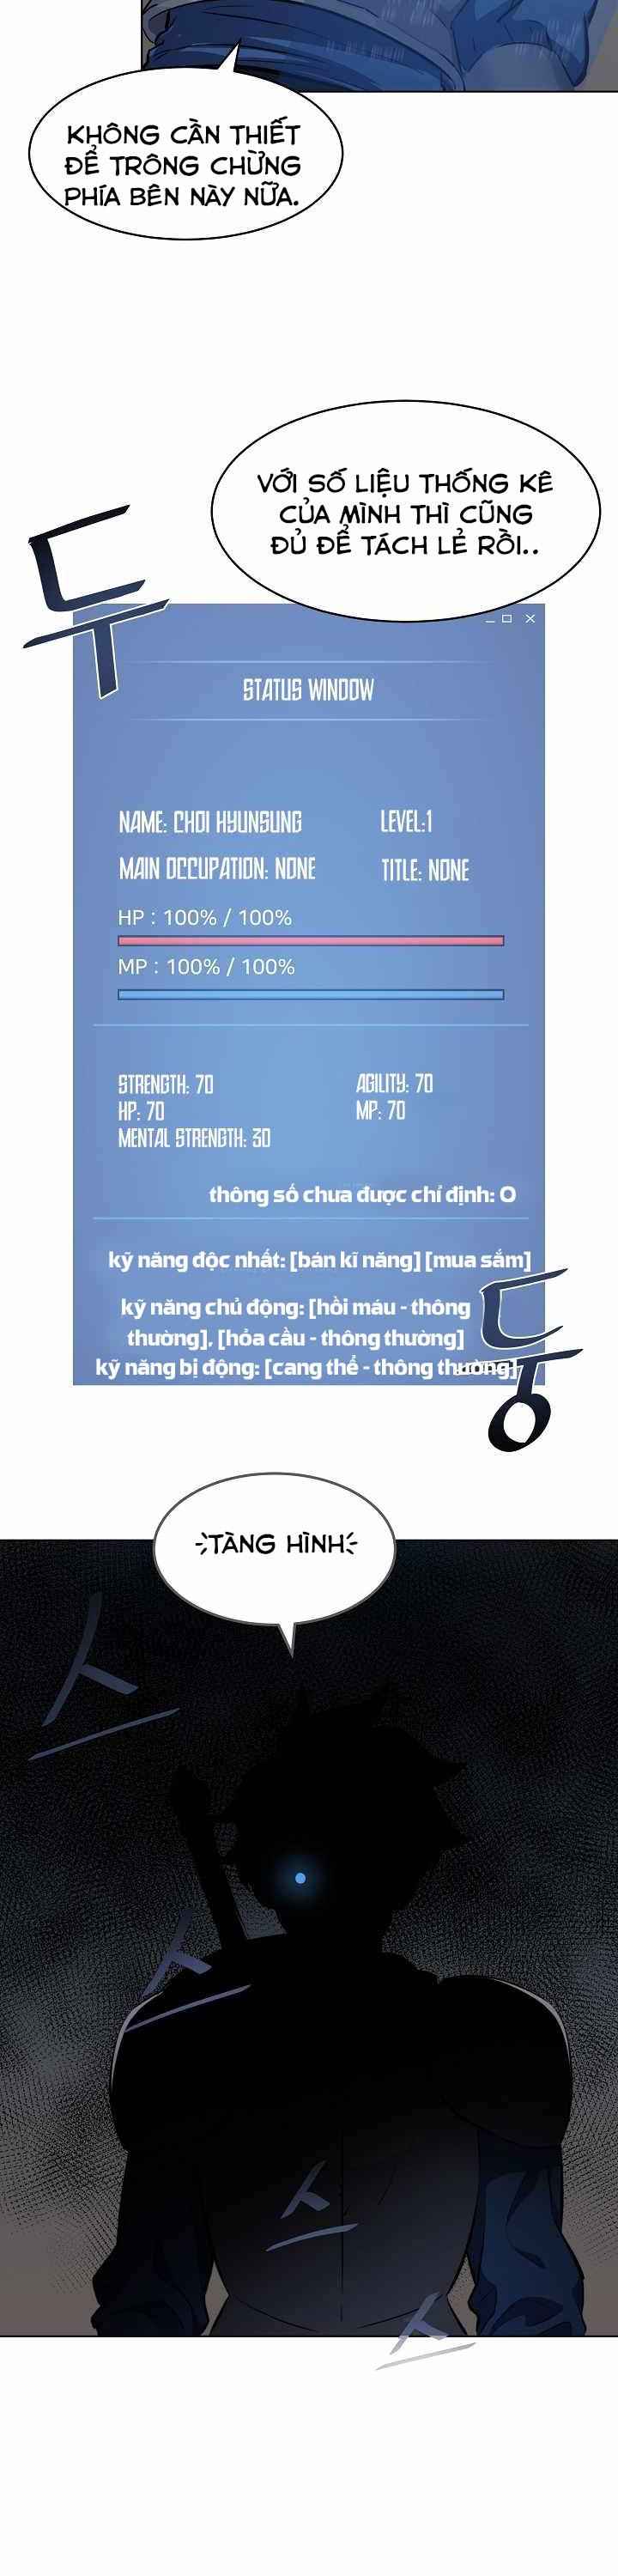 KHÔNG CẦN THIẾT
ĐỂ TRÔNG CHỪNG
PHÍA BÊN NÀY NỮA.
VỚI SỐ LIỆU THỐNG KÊ
CỦA MÌNH THÌ CŨNG
ĐỦ ĐỂ TÁCH LẺ RỒI..
두
STATUS WINDOW
NAME: CHOI HYUNSUNG
LEVEL:1
MAIN OCCUPATION: NONE
TITLE: NONE
HP : 100% / 100%
MP : 100% / 100%
STRENGTH: 70
AGILITY: 70
HP: 70
MP: 70
MENTAL STRENGTH: 30
thông số chưa được chỉ định: 0
kỹ năng độc nhất: [bán kĩ năng] [mua sắm]
kỹ năng chủ động: [hồi máu - thông
thường], [hỏa cầu - thông thường]
kỹ năng bị động: [cang thể - thông thường]
둥
TÀNG HÌNH
스
스
스
스